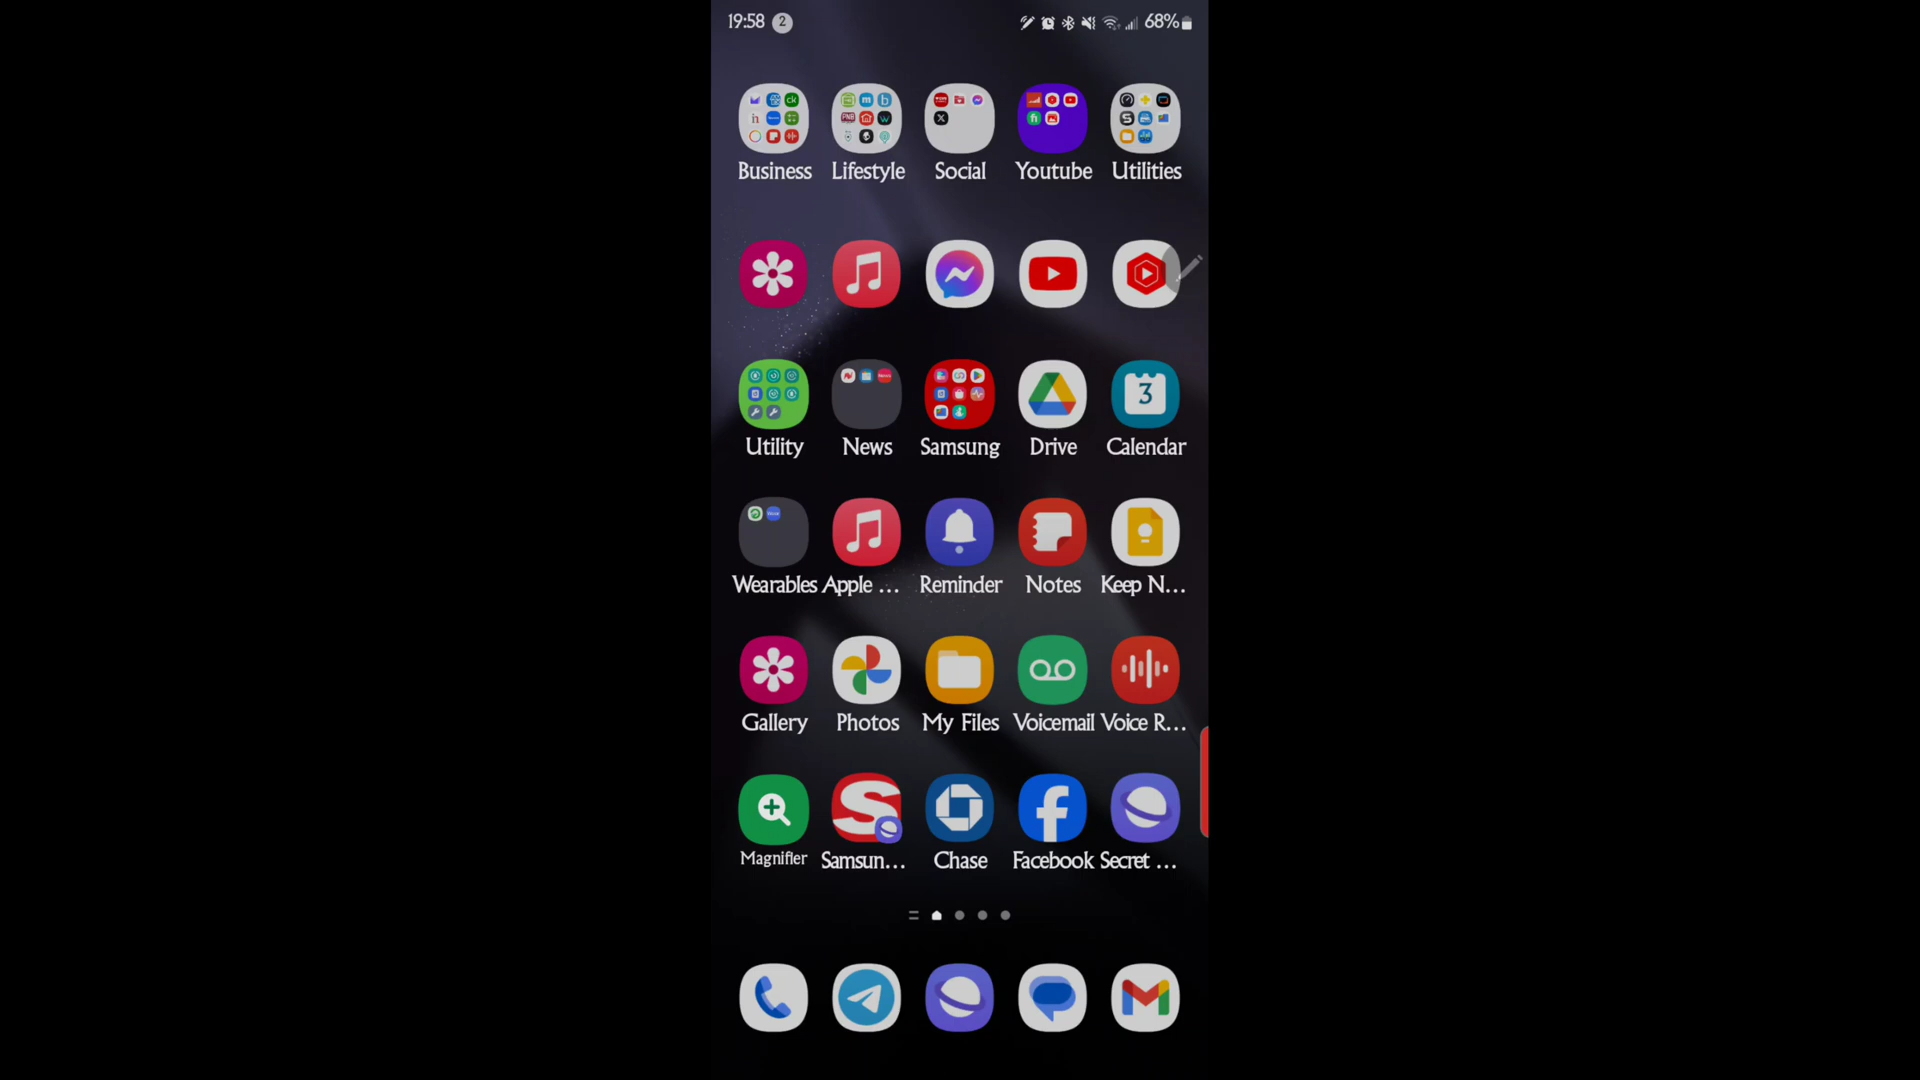 19:58 2 68%
Business Lifestyle Social Youtube Utilities
3
Utility News Samsung Drive Calendar
Wearables Apple ... Reminder Notes Keep N...
Gallery Photos My Files Voicemail Voice R...
Magnifier Samsun... Chase Facebook Secret ...